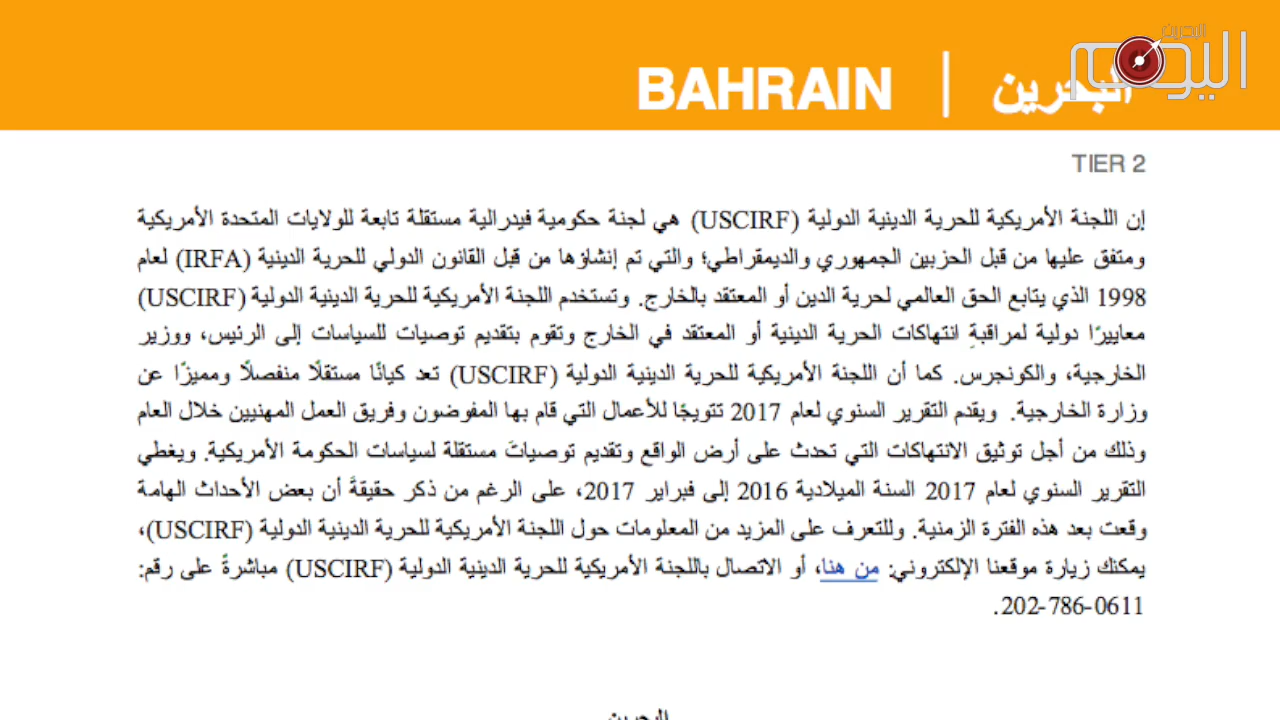 البحرين
اليوم
البحرين | BAHRAIN
TIER 2
إن اللجنة الأمريكية للحرية الدينية الدولية (USCIRF) هي لجنة حكومية فيدرالية مستقلة تابعة للولايات المتحدة الأمريكية
ومتفق عليها من قبل الحزبين الجمهوري والديمقراطي؛ والتي تم إنشاؤها من قبل القانون الدولي للحرية الدينية (IRFA) لعام
1998 الذي يتابع الحق العالمي لحرية الدين أو المعتقد بالخارج. وتستخدم اللجنة الأمريكية للحرية الدينية الدولية (USCIRF)
معاييرًا دولية لمراقبةِ انتهاكات الحرية الدينية أو المعتقد في الخارج وتقوم بتقديم توصيات للسياسات إلى الرئيس، ووزير
الخارجية، والكونجرس. كما أن اللجنة الأمريكية للحرية الدينية الدولية (USCIRF) تعد كيانًا مستقلًا منفصلًا ومميزًا عن
وزارة الخارجية. ويقدم التقرير السنوي لعام 2017 تتويجًا للأعمال التي قام بها المفوضون وفريق العمل المهنيين خلال العام
وذلك من أجل توثيق الانتهاكات التي تحدث على أرض الواقع وتقديم توصياتَ مستقلة لسياسات الحكومة الأمريكية. ويغطي
التقرير السنوي لعام 2017 السنة الميلادية 2016 إلى فبراير 2017، على الرغم من ذكر حقيقةً أن بعض الأحداث الهامة
وقعت بعد هذه الفترة الزمنية. وللتعرف على المزيد من المعلومات حول اللجنة الأمريكية للحرية الدينية الدولية (USCIRF)،
يمكنك زيارة موقعنا الإلكتروني: من هنا، أو الاتصال باللجنة الأمريكية للحرية الدينية الدولية (USCIRF) مباشرةً على رقم:
202-786-0611.
البحرين